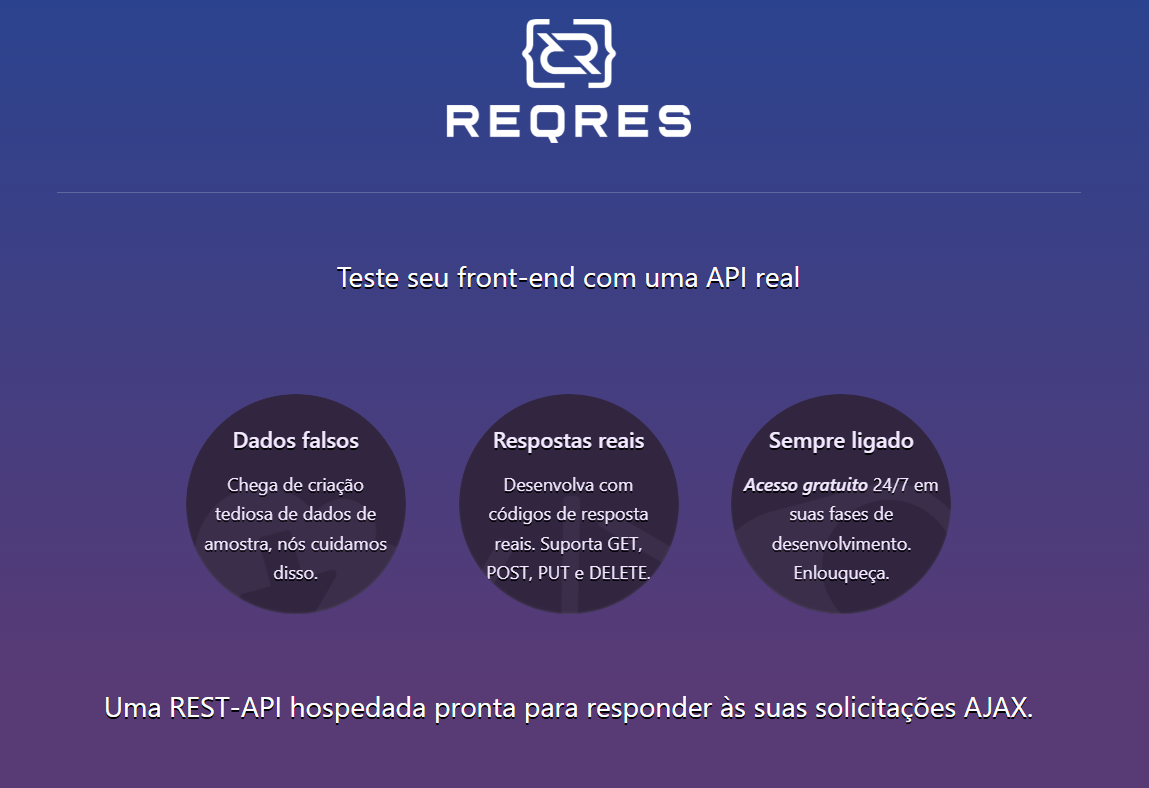 REQRES
Teste seu front-end com uma API real
Dados falsos
Chega de criação
tediosa de dados de
amostra, nós cuidamos
disso.
Respostas reais
Desenvolva com
códigos de resposta
reais. Suporta GET,
POST, PUT e DELETE.
Sempre ligado
Acesso gratuito 24/7 em
suas fases de
desenvolvimento.
Enlouqueça.
Uma REST-API hospedada pronta para responder às suas solicitações AJAX.